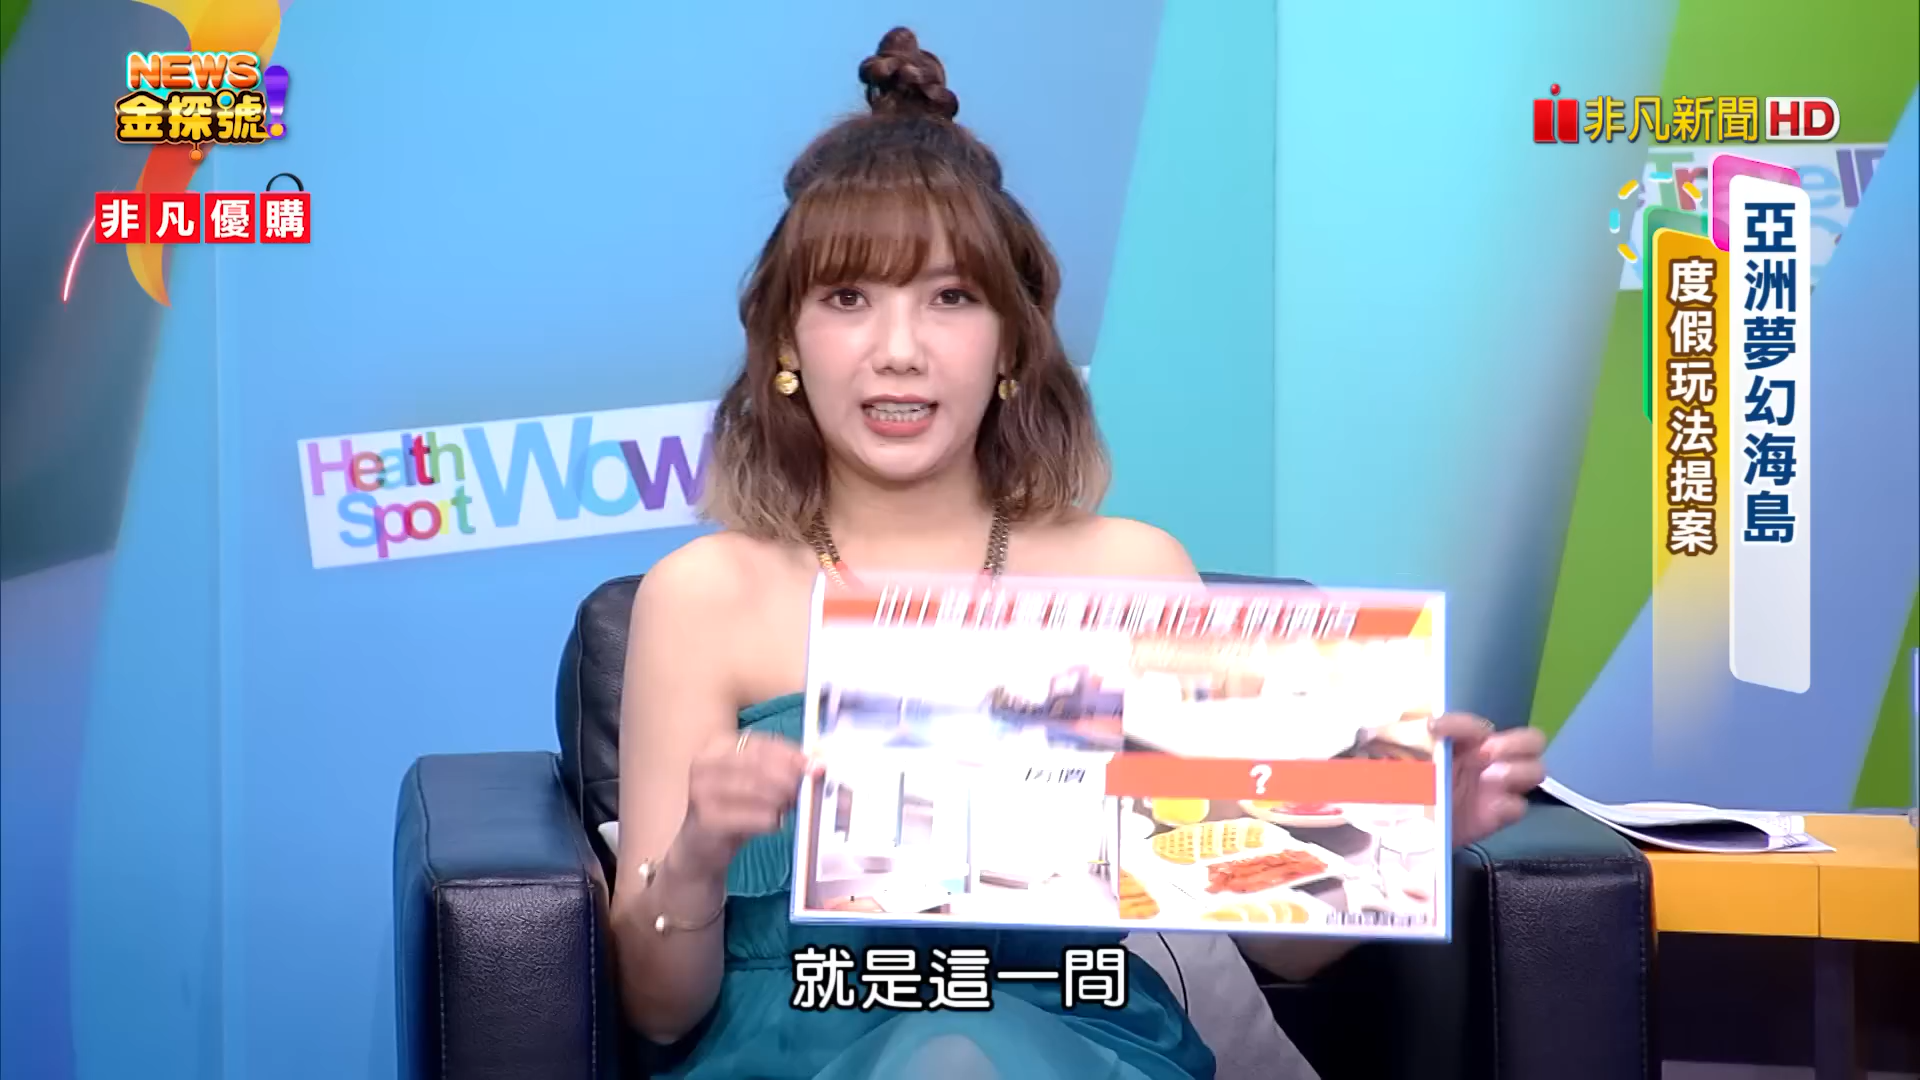 NEWS
金探號!
非凡優購
非凡新聞HD
亞洲夢幻海島
度假玩法提案
Health
Sport
Wow
?
就是這一間